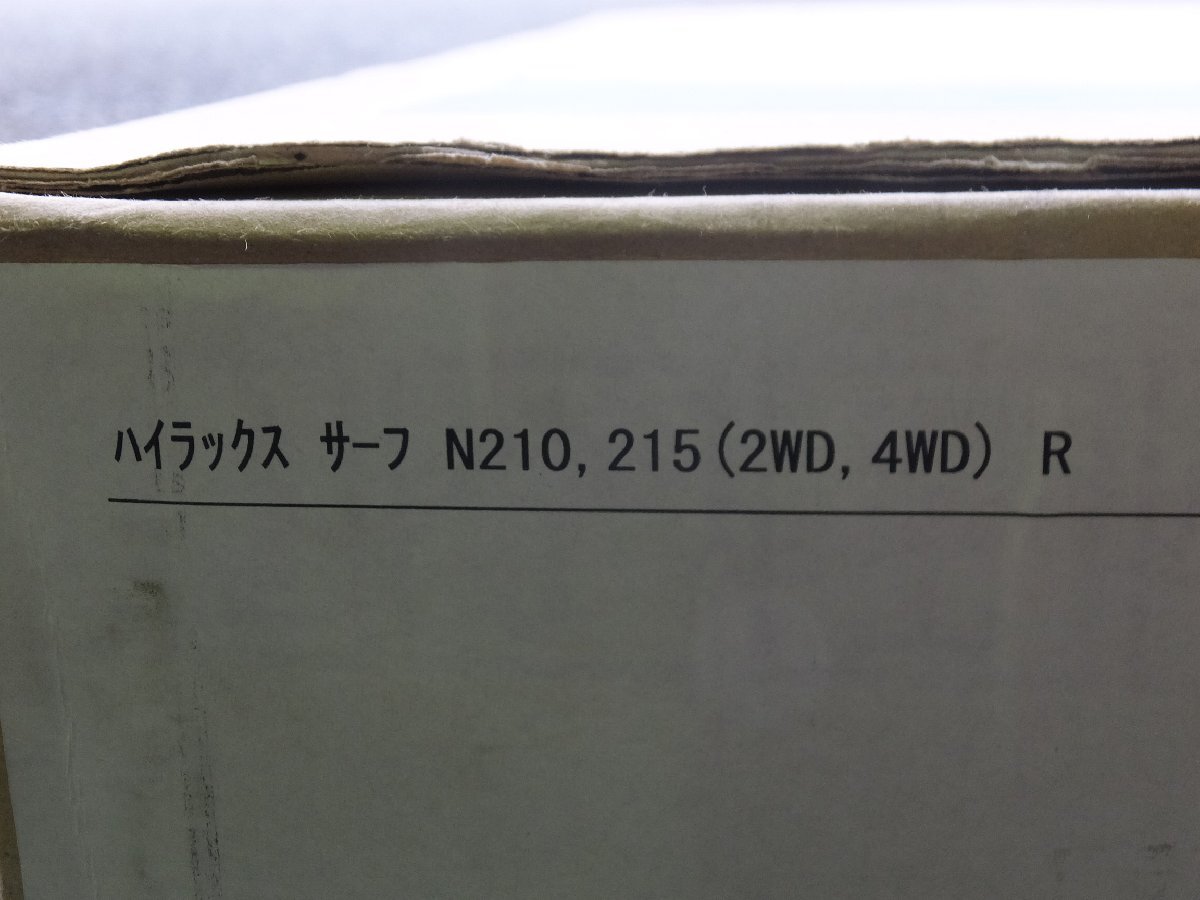 ﾊｲﾗｯｸｽ ｻｰﾌ N210,215(2WD,4WD) R